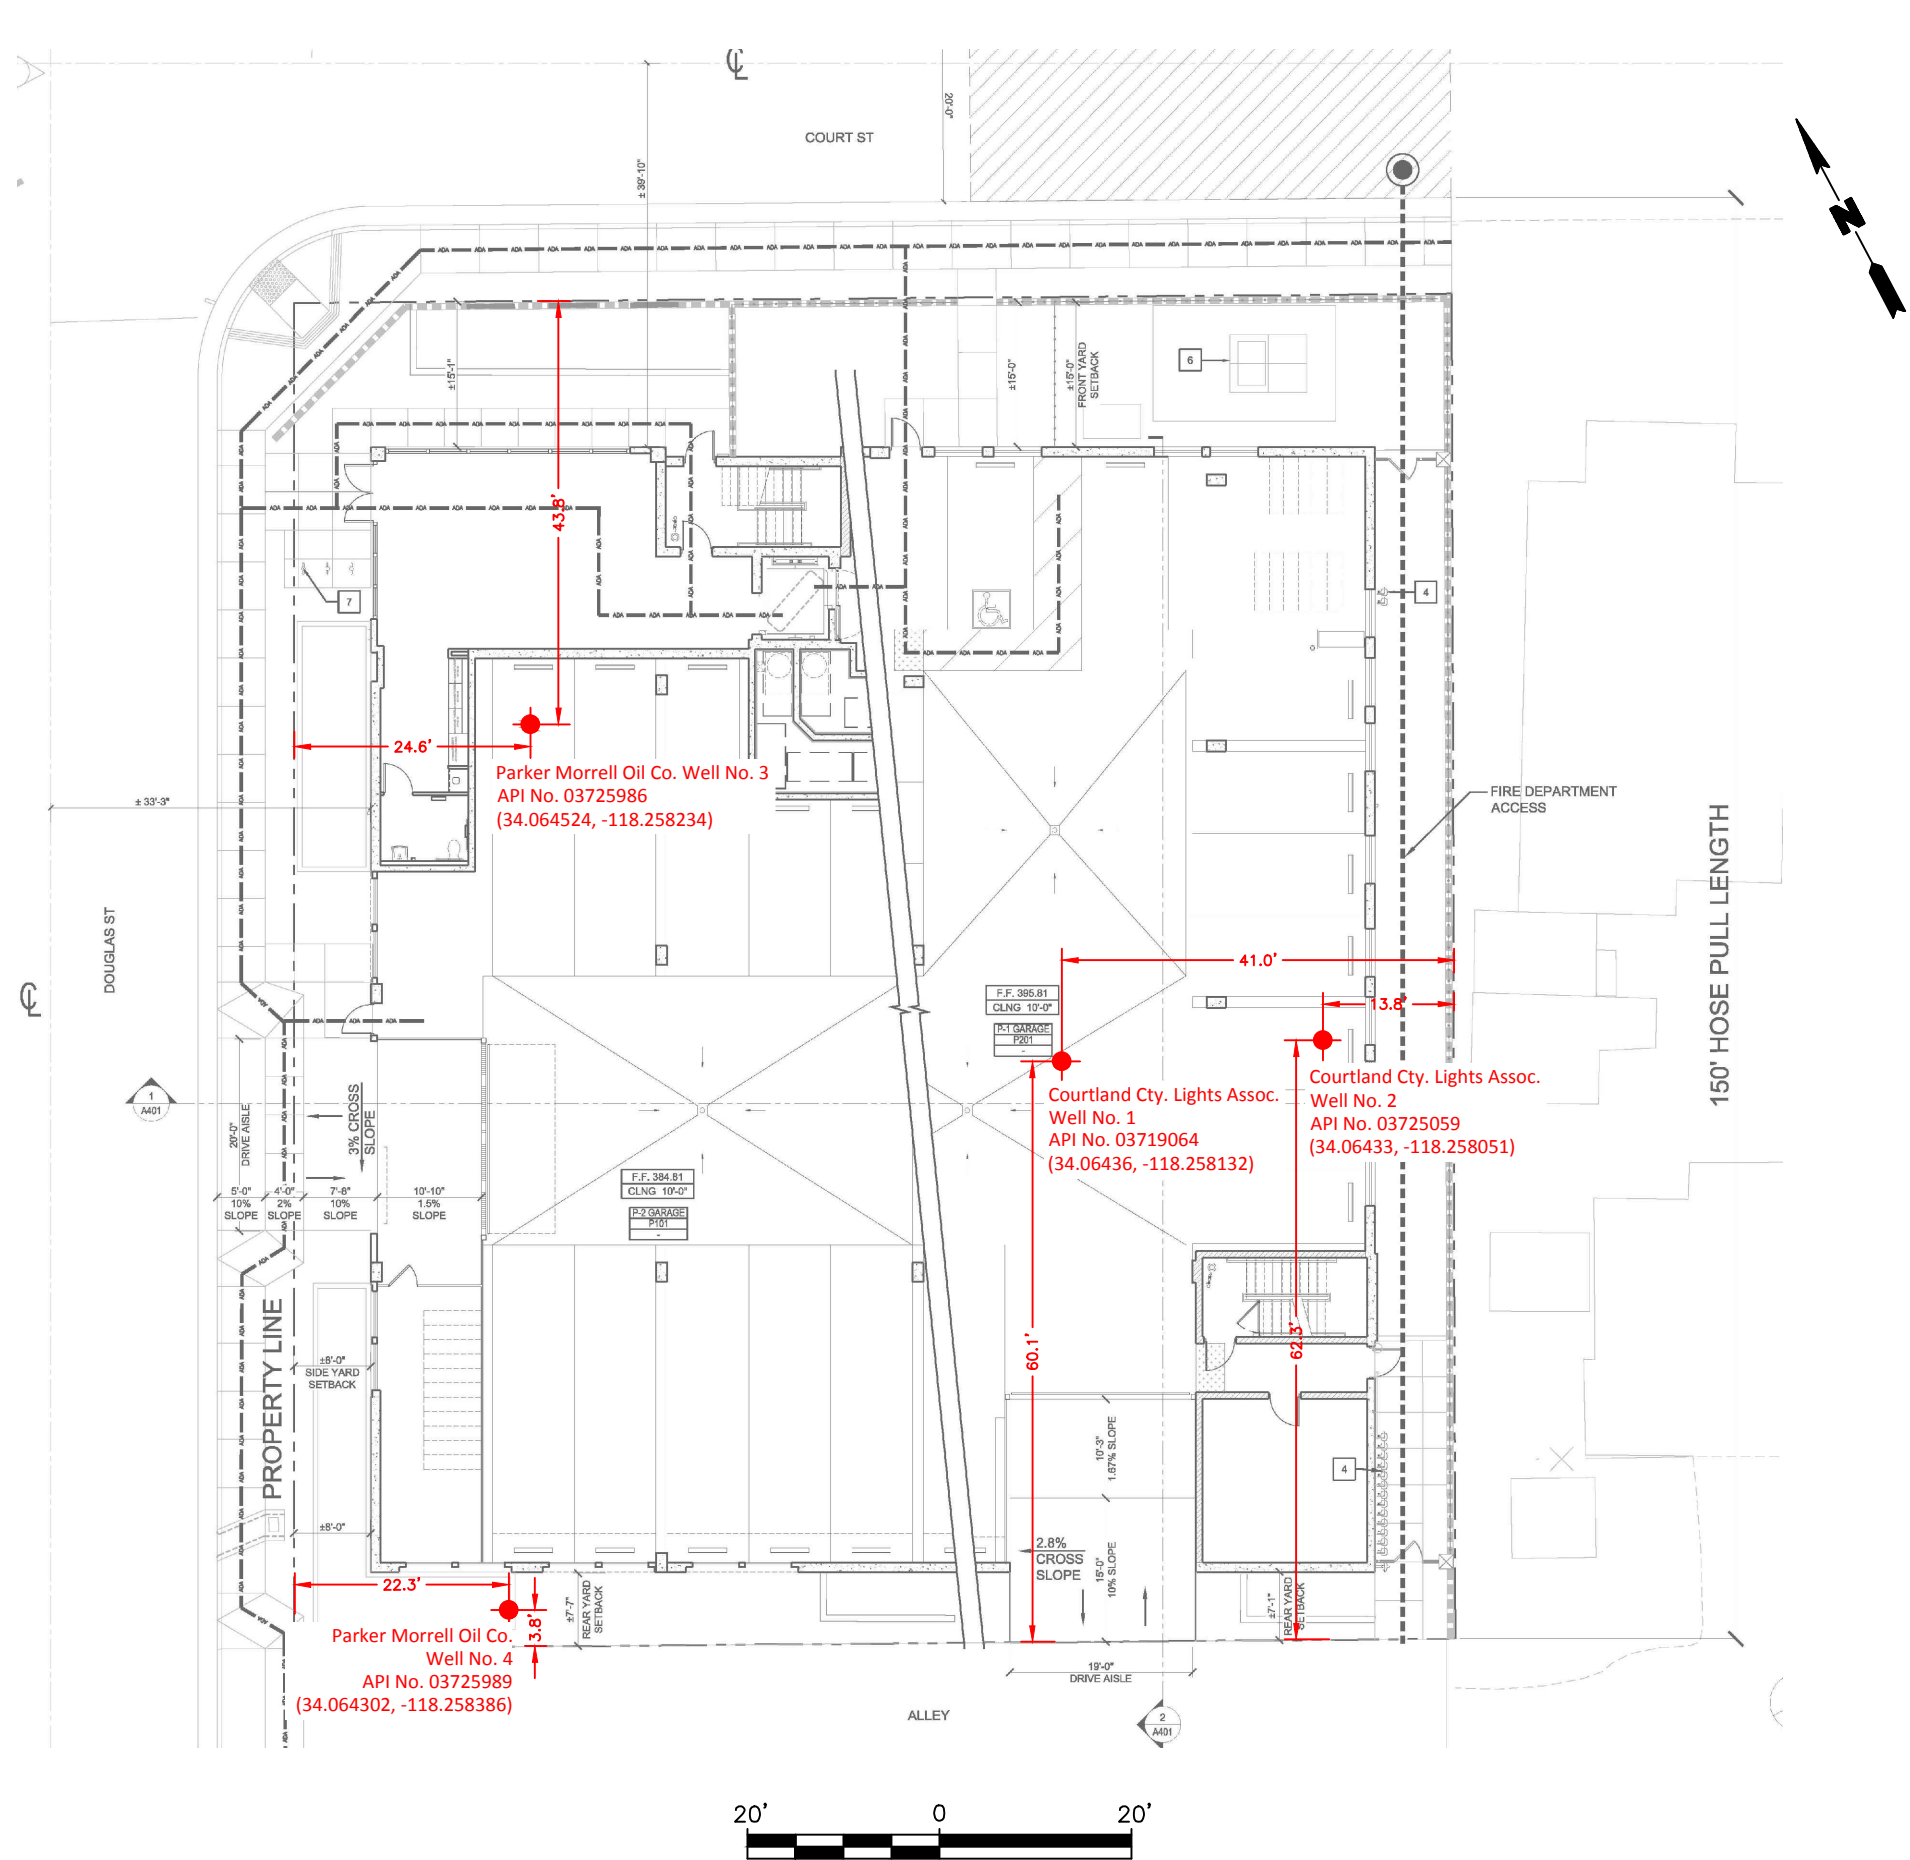 COURT ST
20'-0"
± 39'-10"
N
±15'-1"
±15'-0"
±15'-0"
FRONT YARD
SETBACK
6
43.8'
7
4
24.6'
Parker Morrell Oil Co. Well No. 3
API No. 03725986
(34.064524, -118.258234)
± 33'-3"
FIRE DEPARTMENT
ACCESS
150' HOSE PULL LENGTH
DOUGLAS ST
41.0'
13.8'
F.F. 395.81
CLNG 10'-0"
P-1 GARAGE
P201
-
Courtland Cty. Lights Assoc.
Well No. 2
API No. 03725059
(34.06433, -118.258051)
Courtland Cty. Lights Assoc.
Well No. 1
API No. 03719064
(34.06436, -118.258132)
1
A401
20'-0"
DRIVE AISLE
3% CROSS
SLOPE
F.F. 384.81
CLNG 10'-0"
P-2 GARAGE
P101
-
5'-0"
10%
SLOPE
4'-0"
2%
SLOPE
7'-8"
10%
SLOPE
10'-10"
1.5%
SLOPE
PROPERTY LINE
±8'-0"
SIDE YARD
SETBACK
60.1'
62.3'
10'-3"
1.67% SLOPE
4
±8'-0"
2.8%
CROSS
SLOPE
15'-0"
10% SLOPE
22.3'
3.8'
±7'-7"
REAR YARD
SETBACK
±7'-1"
REAR YARD
SETBACK
Parker Morrell Oil Co.
Well No. 4
API No. 03725989
(34.064302, -118.258386)
19'-0"
DRIVE AISLE
ALLEY
2
A401
20' 0 20'